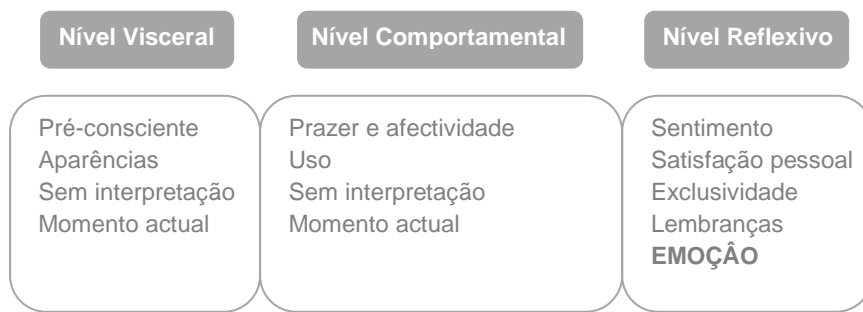 Nível Visceral
Nível Comportamental
Nível Reflexivo
Pré-consciente
Aparências
Sem interpretação
Momento actual
Prazer e afectividade
Uso
Sem interpretação
Momento actual
Sentimento
Satisfação pessoal
Exclusividade
Lembranças
EMOÇÂO